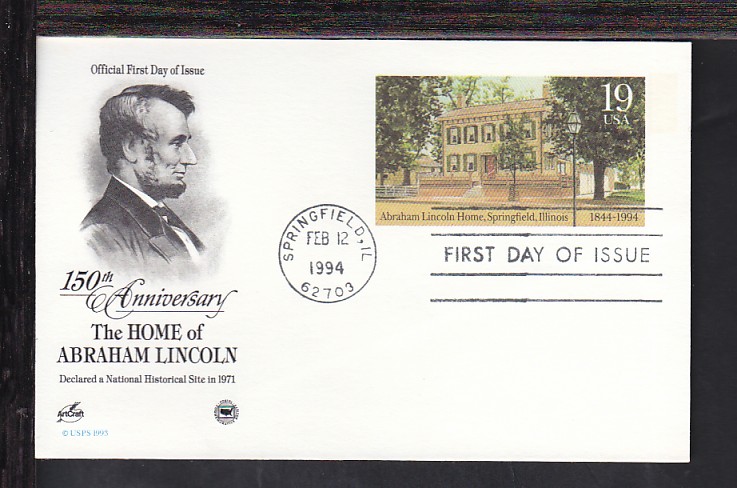 Official First Day of Issue
19
USA
Abraham Lincoln Home, Springfield, Illinois 1844-1994
SPRINGFIELD, IL
FEB 12
1994
62703
FIRST DAY OF ISSUE
150th
Anniversary
The HOME of
ABRAHAM LINCOLN
Declared a National Historical Site in 1971
ArtCraft
© USPS 1993